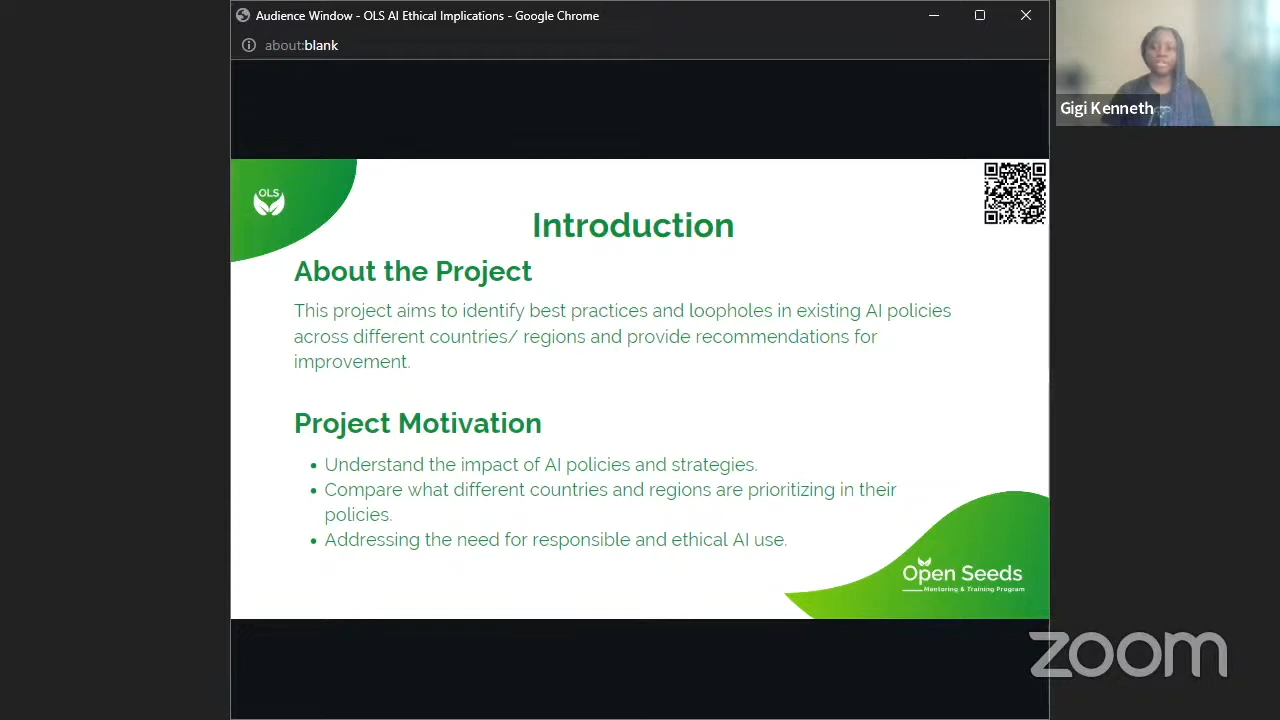 Audience Window - OLS AI Ethical Implications - Google Chrome
about:blank
Gigi Kenneth
OLS
Introduction
About the Project
This project aims to identify best practices and loopholes in existing AI policies
across different countries/ regions and provide recommendations for
improvement.
Project Motivation
• Understand the impact of AI policies and strategies.
• Compare what different countries and regions are prioritizing in their
policies.
• Addressing the need for responsible and ethical AI use.
Open Seeds
Mentoring & Training Program
zoom